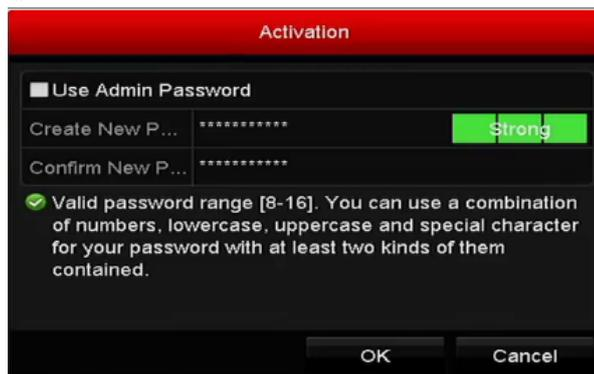 Activation
Use Admin Password
Create New P... *********** Strong
Confirm New P... ***********
Valid password range [8-16]. You can use a combination
of numbers, lowercase, uppercase and special character
for your password with at least two kinds of them
contained.
OK Cancel